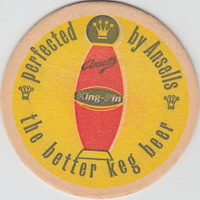 perfected by Ansells
Ansells
King-Pin
the better keg beer